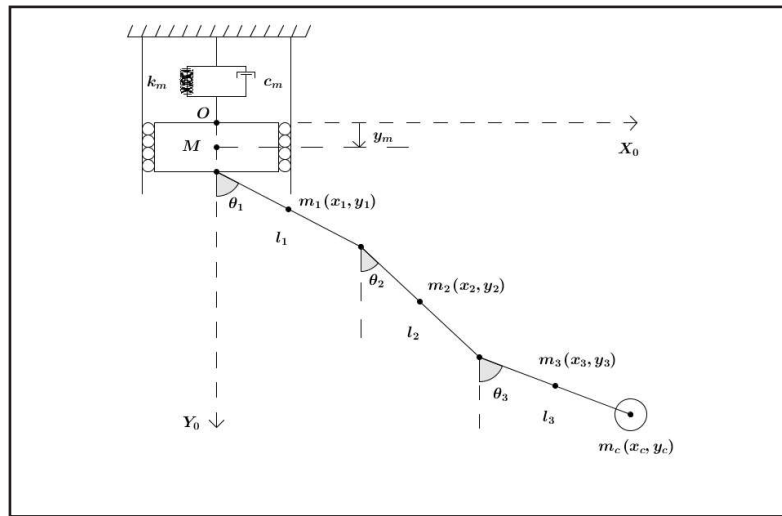 k_m
c_m
O
y_m
M
X_0
θ_1
m_1(x_1, y_1)
l_1
θ_2
m_2(x_2, y_2)
l_2
m_3(x_3, y_3)
θ_3
l_3
Y_0
m_c(x_c, y_c)